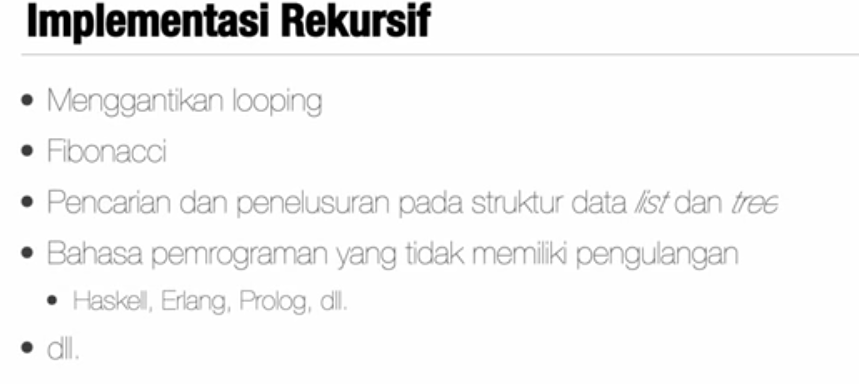 Implementasi Rekursif
Menggantikan looping
Fibonacci
Pencarian dan penelusuran pada struktur data list dan tree
Bahasa pemrograman yang tidak memiliki pengulangan
Haskell, Erlang, Prolog, dll.
dll.